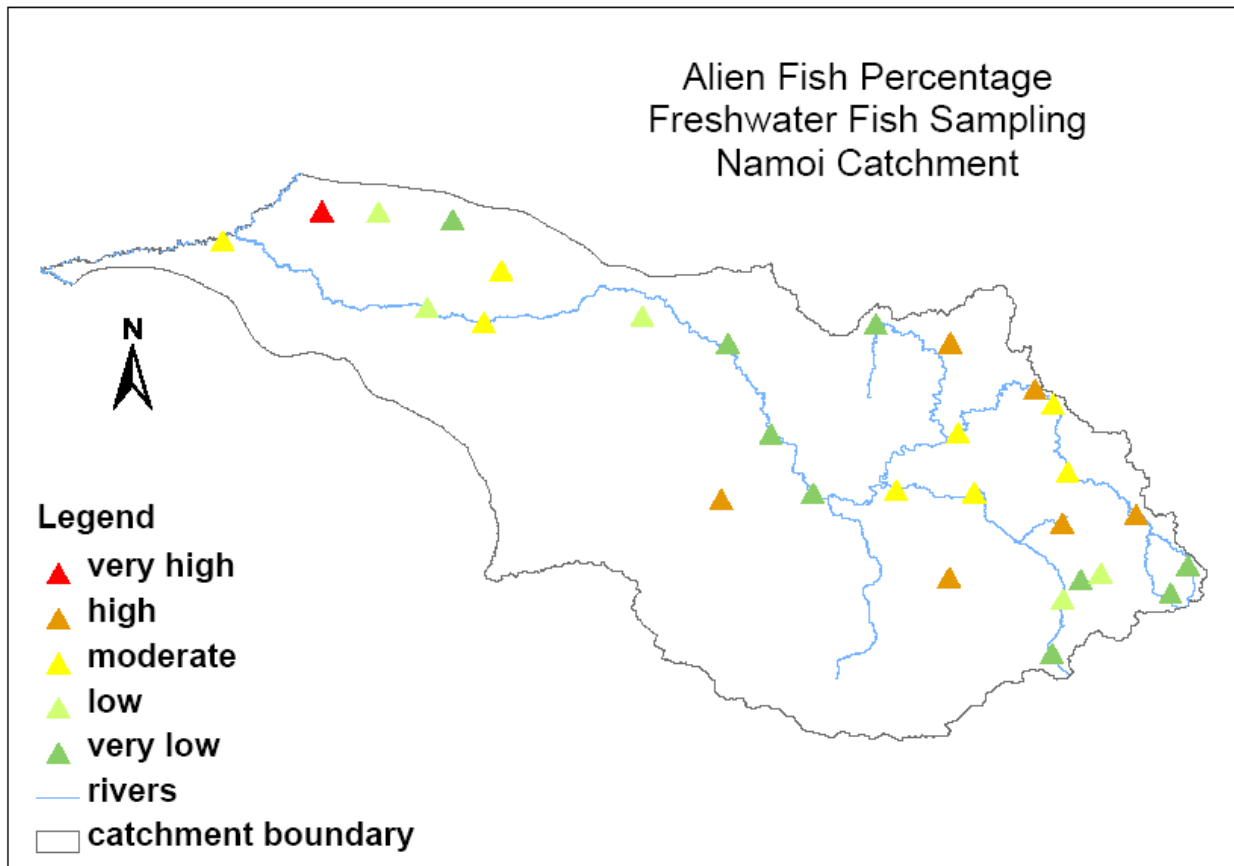 Alien Fish Percentage
Freshwater Fish Sampling
Namoi Catchment
N
Legend
very high
high
moderate
low
very low
rivers
catchment boundary